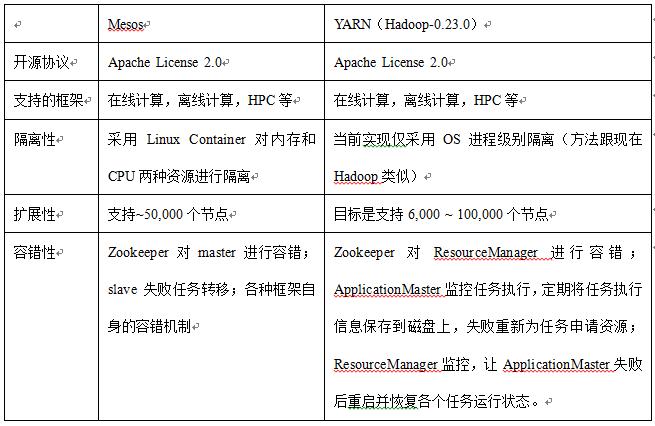 Mesos
YARN（Hadoop-0.23.0）
开源协议
Apache License 2.0
Apache License 2.0
支持的框架
在线计算，离线计算，HPC 等
在线计算，离线计算，HPC 等
隔离性
采用 Linux Container 对内存和
CPU 两种资源进行隔离
当前实现仅采用 OS 进程级别隔离（方法跟现在
Hadoop 类似）
扩展性
支持~50,000 个节点
目标是支持 6,000 ~ 100,000 个节点
容错性
Zookeeper 对 master 进行容错；
slave 失败任务转移；各种框架自
身的容错机制
Zookeeper 对 ResourceManager 进行容错；
ApplicationMaster 监控任务执行，定期将任务执行
信息保存到磁盘上，失败重新为任务申请资源；
ResourceManager 监控，让 ApplicationMaster 失败
后重启并恢复各个任务运行状态。